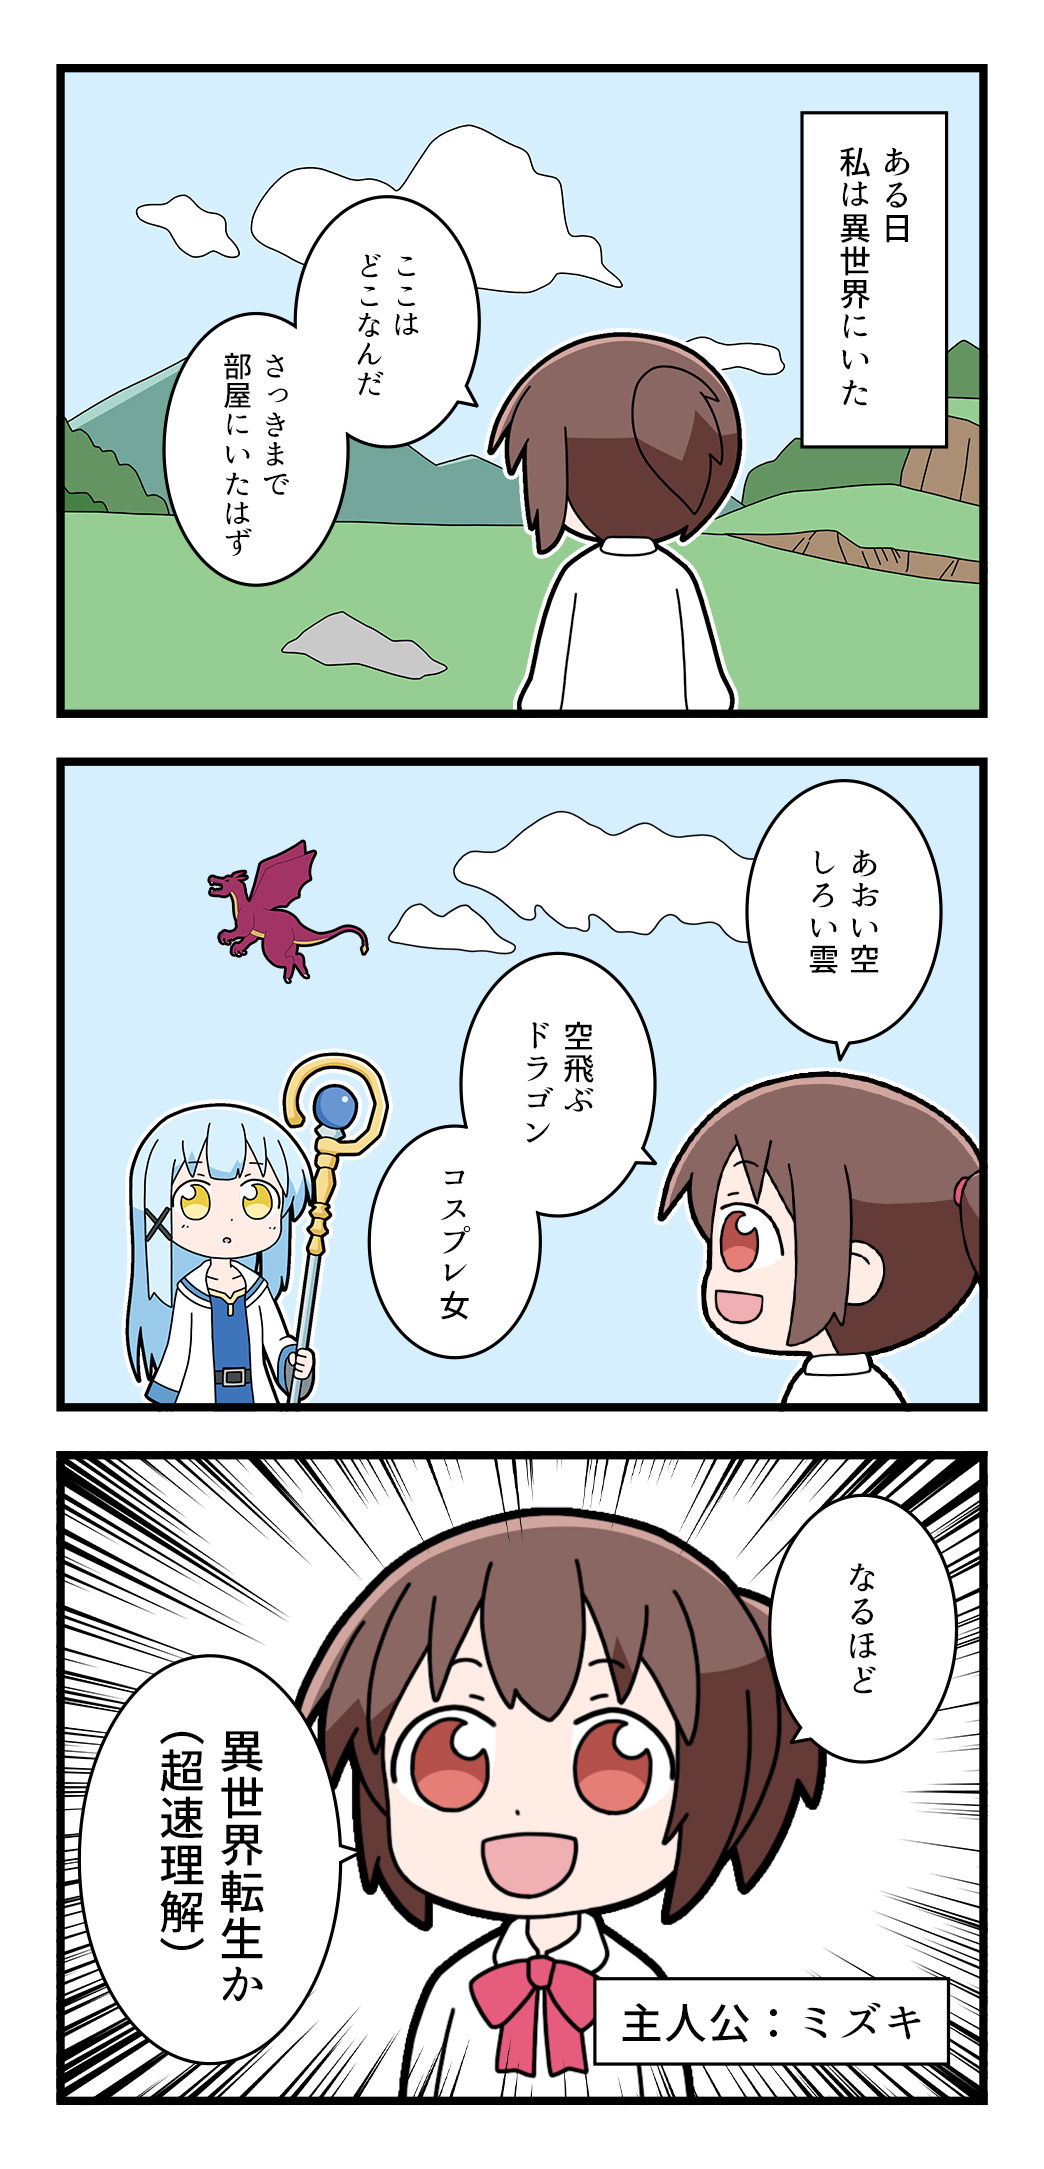 ある日
私は異世界にいた
ここは
どこなんだ
さっきまで
部屋にいたはず
あおい空
しろい雲
空飛ぶ
ドラゴン
コスプレ女
なるほど
異世界転生か
（超速理解）
主人公：ミズキ